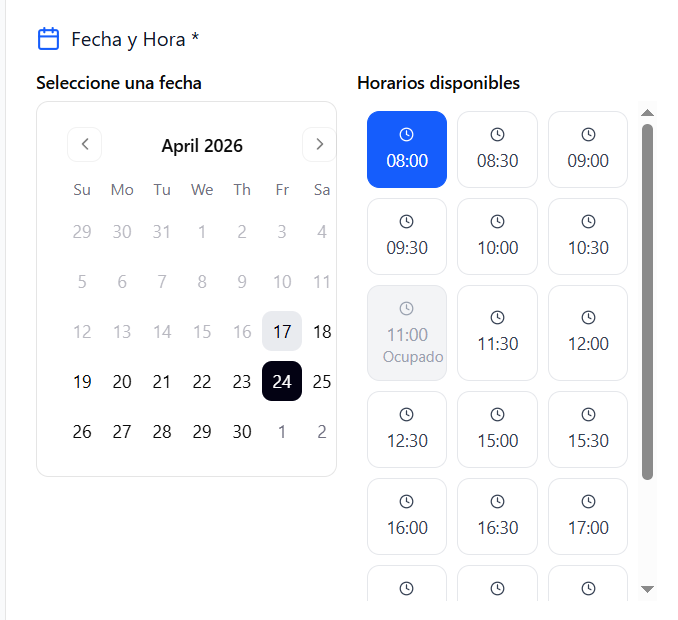 Fecha y Hora *
Seleccione una fecha
April 2026
Su Mo Tu We Th Fr Sa
29 30 31 1 2 3 4
5 6 7 8 9 10 11
12 13 14 15 16 17 18
19 20 21 22 23 24 25
26 27 28 29 30 1 2
Horarios disponibles
08:00 08:30 09:00
09:30 10:00 10:30
11:00 11:30 12:00
Ocupado
12:30 15:00 15:30
16:00 16:30 17:00